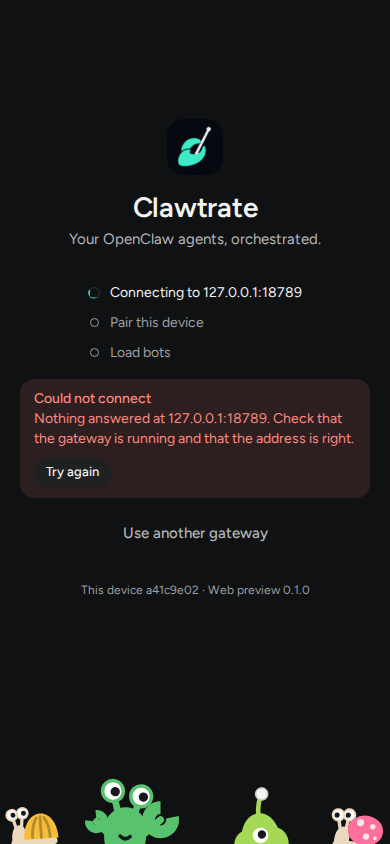 Clawtrate
Your OpenClaw agents, orchestrated.
Connecting to 127.0.0.1:18789
Pair this device
Load bots
Could not connect
Nothing answered at 127.0.0.1:18789. Check that
the gateway is running and that the address is right.
Try again
Use another gateway
This device a41c9e02 · Web preview 0.1.0